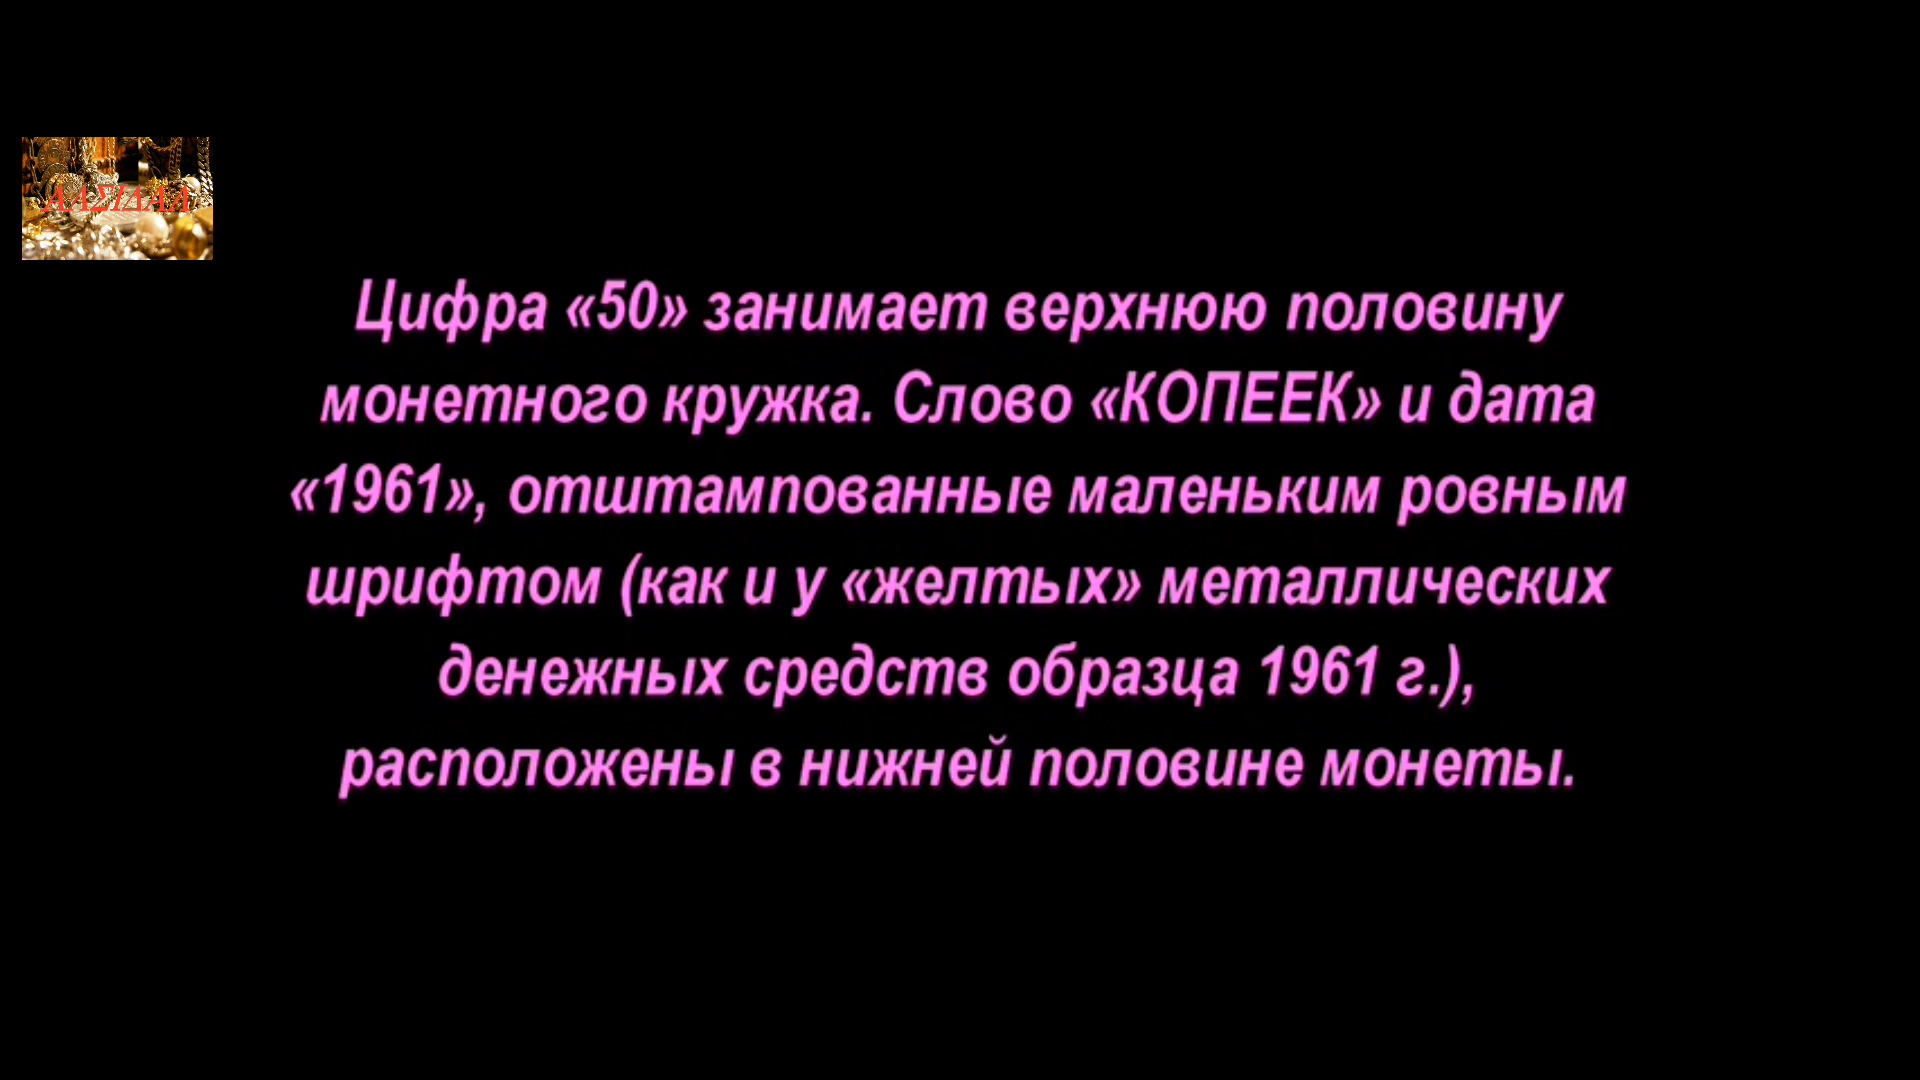 Цифра «50» занимает верхнюю половину
монетного кружка. Слово «КОПЕЕК» и дата
«1961», отштампованные маленьким ровным
шрифтом (как и у «желтых» металлических
денежных средств образца 1961 г.),
расположены в нижней половине монеты.